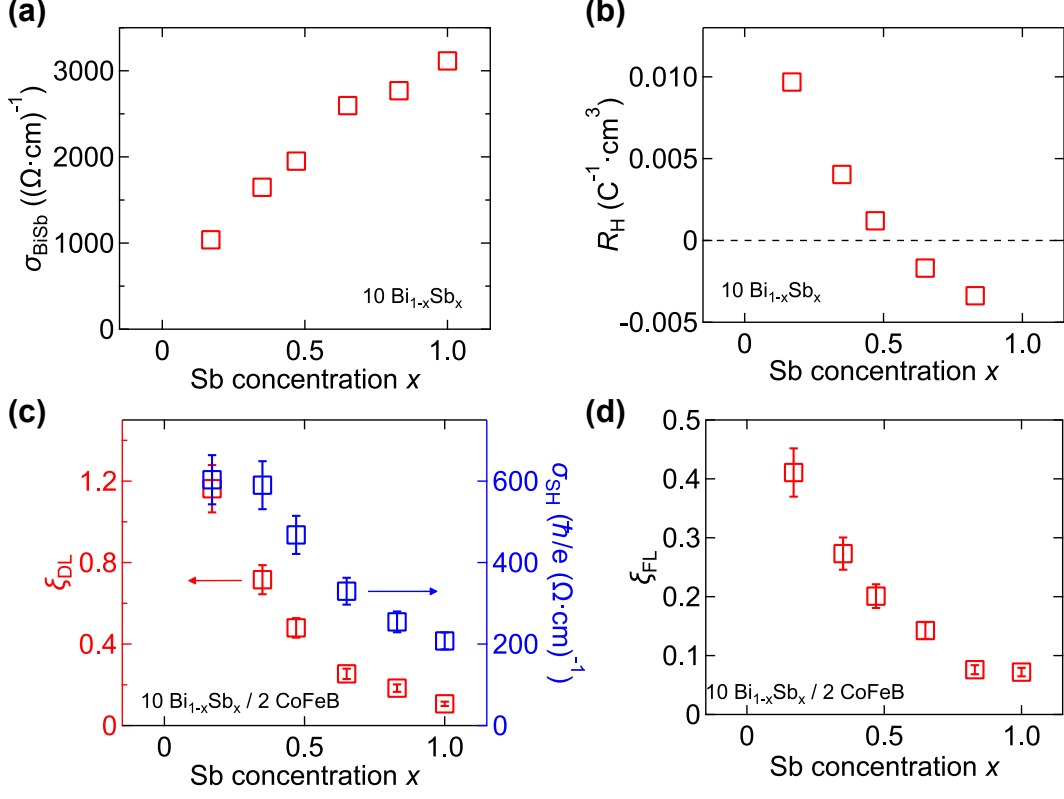 (a)
3000
2000
1000
0
σBiSb ((Ω·cm)⁻¹)
10 Bi1-xSbx
0
0.5
1.0
Sb concentration x
(b)
0.010
0.005
0
-0.005
RH (C⁻¹·cm³)
10 Bi1-xSbx
0
0.5
1.0
Sb concentration x
(c)
1.2
0.8
0.4
0
ξDL
600
400
200
0
σSH (ℏ/e (Ω·cm)⁻¹)
10 Bi1-xSbx / 2 CoFeB
0
0.5
1.0
Sb concentration x
(d)
0.5
0.4
0.3
0.2
0.1
0
ξFL
10 Bi1-xSbx / 2 CoFeB
0
0.5
1.0
Sb concentration x